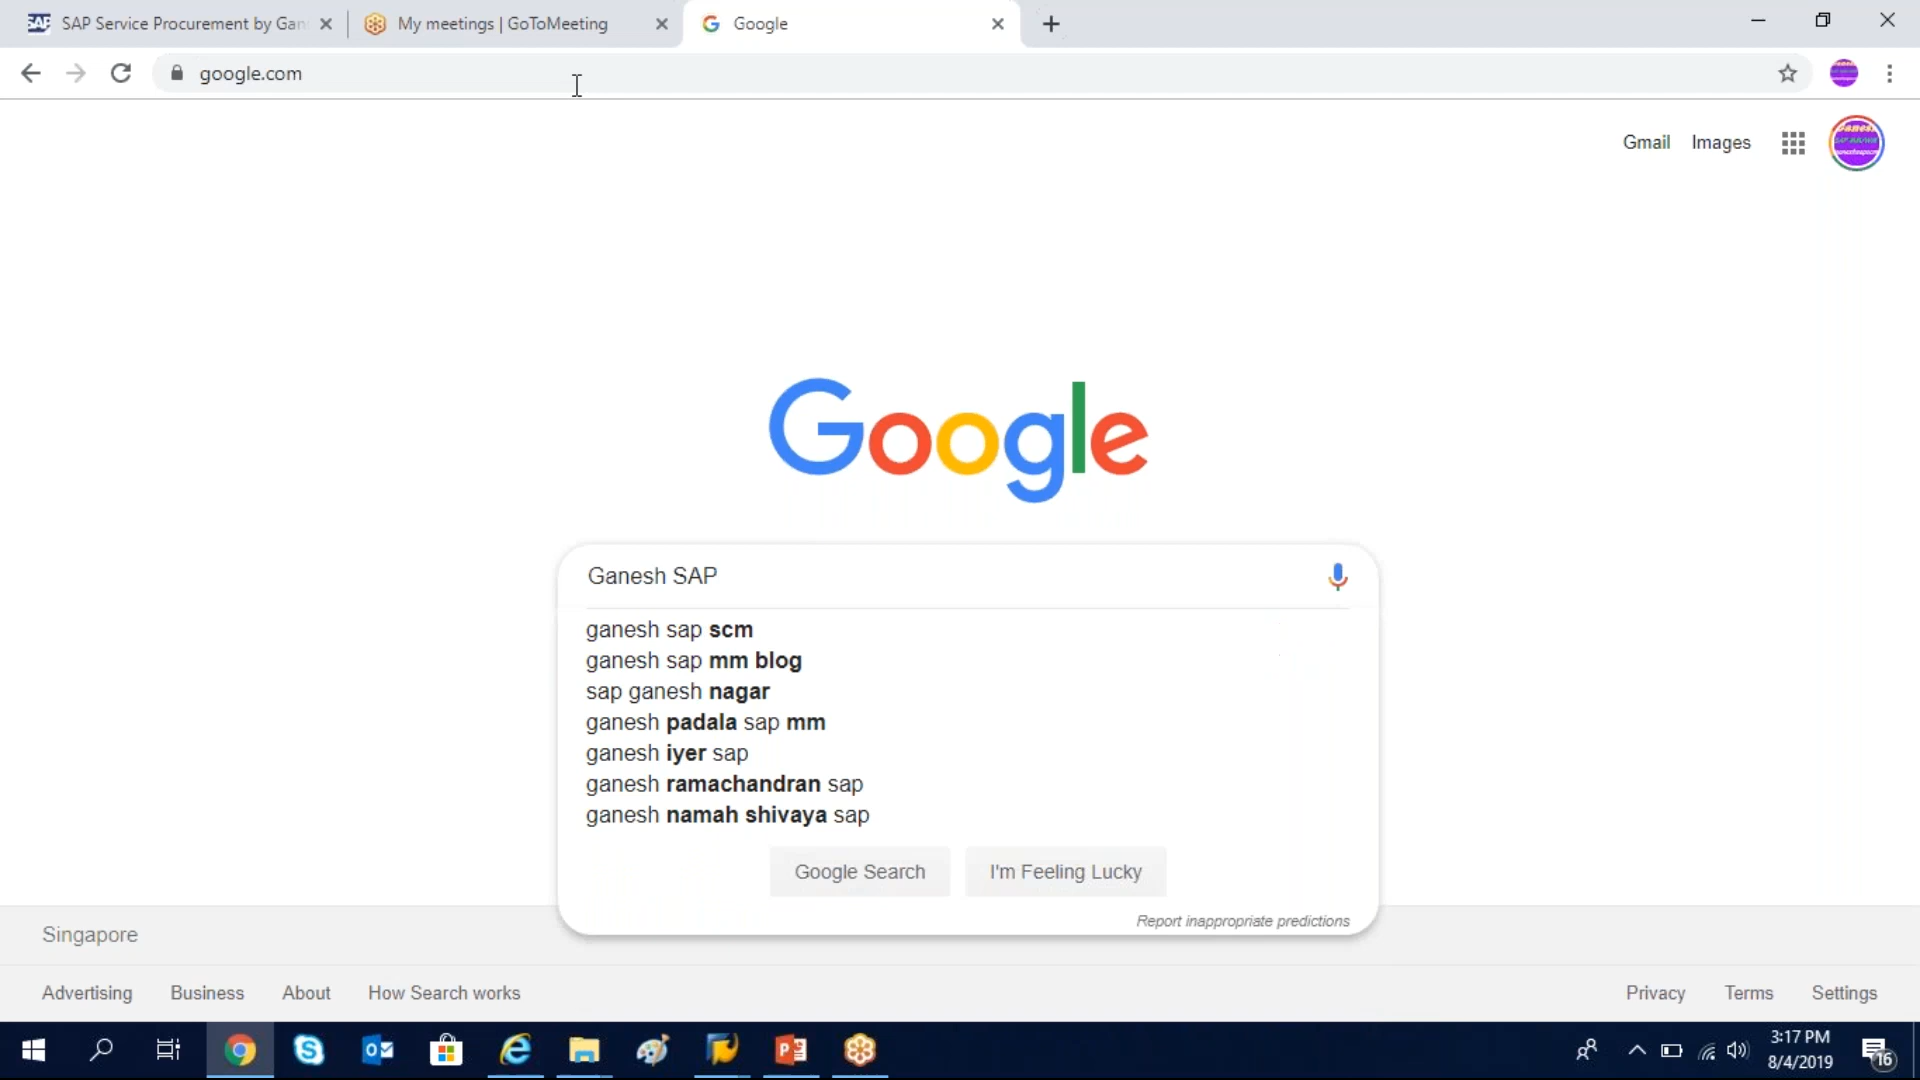 SAP Service Procurement by Gan
My meetings | GoToMeeting
Google
google.com
Gmail
Images
Google
Ganesh SAP
ganesh sap scm
ganesh sap mm blog
sap ganesh nagar
ganesh padala sap mm
ganesh iyer sap
ganesh ramachandran sap
ganesh namah shivaya sap
Google Search
I'm Feeling Lucky
Report inappropriate predictions
Singapore
Advertising
Business
About
How Search works
Privacy
Terms
Settings
3:17 PM
8/4/2019
16